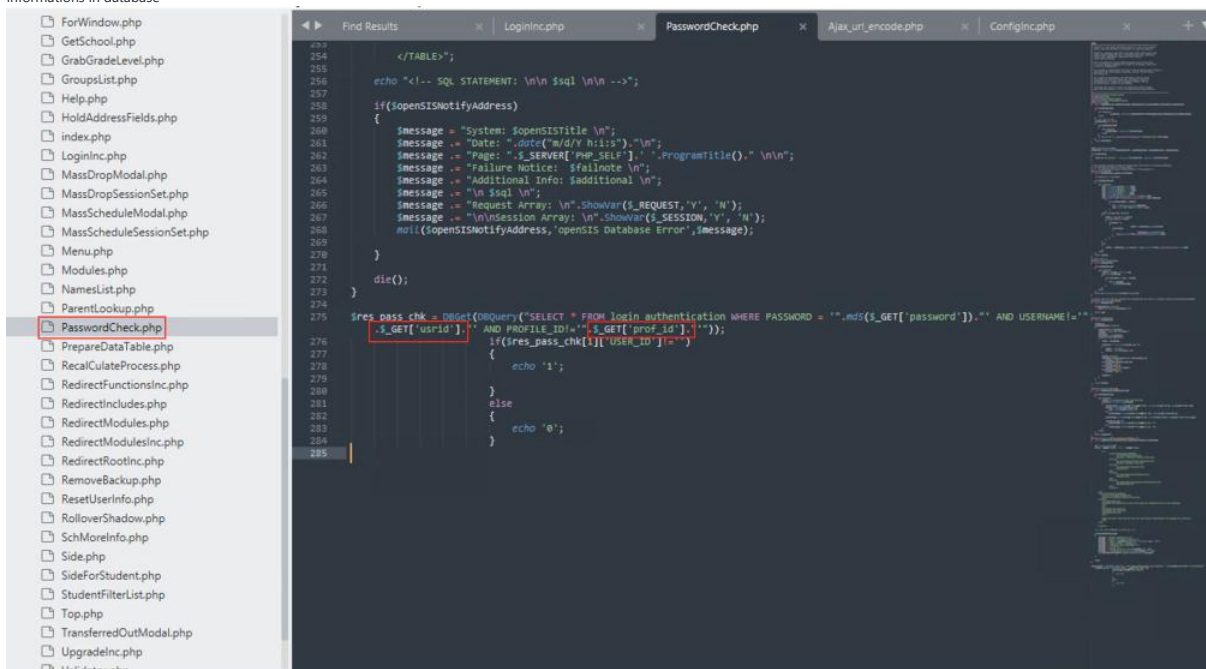 informations in database
ForWindow.php
GetSchool.php
GrabGradeLevel.php
GroupsList.php
Help.php
HoldAddressFields.php
index.php
LoginInc.php
MassDropModal.php
MassDropSessionSet.php
MassScheduleModal.php
MassScheduleSessionSet.php
Menu.php
Modules.php
NamesList.php
ParentLookup.php
PasswordCheck.php
PrepareDataTable.php
RecalCulateProcess.php
RedirectFunctionsInc.php
RedirectIncludes.php
RedirectModules.php
RedirectModulesInc.php
RedirectRootInc.php
RemoveBackup.php
ResetUserInfo.php
RolloverShadow.php
SchMoreInfo.php
Side.php
SideForStudent.php
StudentFilterList.php
Top.php
TransferredOutModal.php
UpgradeInc.php
Find Results × LoginInc.php × PasswordCheck.php × Ajax_url_encode.php × ConfigInc.php × +
253
254 </TABLE>";
255
256 echo "<!-- SQL STATEMENT: \n\n $sql \n\n -->";
257
258 if($openSISNotifyAddress)
259 {
260 $message = "System: $openSISTitle \n";
261 $message .= "Date: ".date("m/d/Y h:i:s")."\n";
262 $message .= "Page: ".$_SERVER['PHP_SELF'].' '.ProgramTitle()." \n\n";
263 $message .= "Failure Notice: $failnote \n";
264 $message .= "Additional Info: $additional \n";
265 $message .= "\n $sql \n";
266 $message .= "Request Array: \n".ShowVar($_REQUEST,'Y', 'N');
267 $message .= "\n\nSession Array: \n".ShowVar($_SESSION,'Y', 'N');
268 mail($openSISNotifyAddress,'openSIS Database Error',$message);
269
270 }
271
272 die();
273 }
274
275 $res_pass_chk = DBGet(DBQuery("SELECT * FROM login_authentication WHERE PASSWORD = '".md5($_GET['password'])."' AND USERNAME!='"
.$_GET['usrid']."' AND PROFILE_ID!='".$_GET['prof_id']."'"));
276 if($res_pass_chk[1]['USER_ID']!='')
277 {
278 echo '1';
279
280 }
281 else
282 {
283 echo '0';
284 }
285